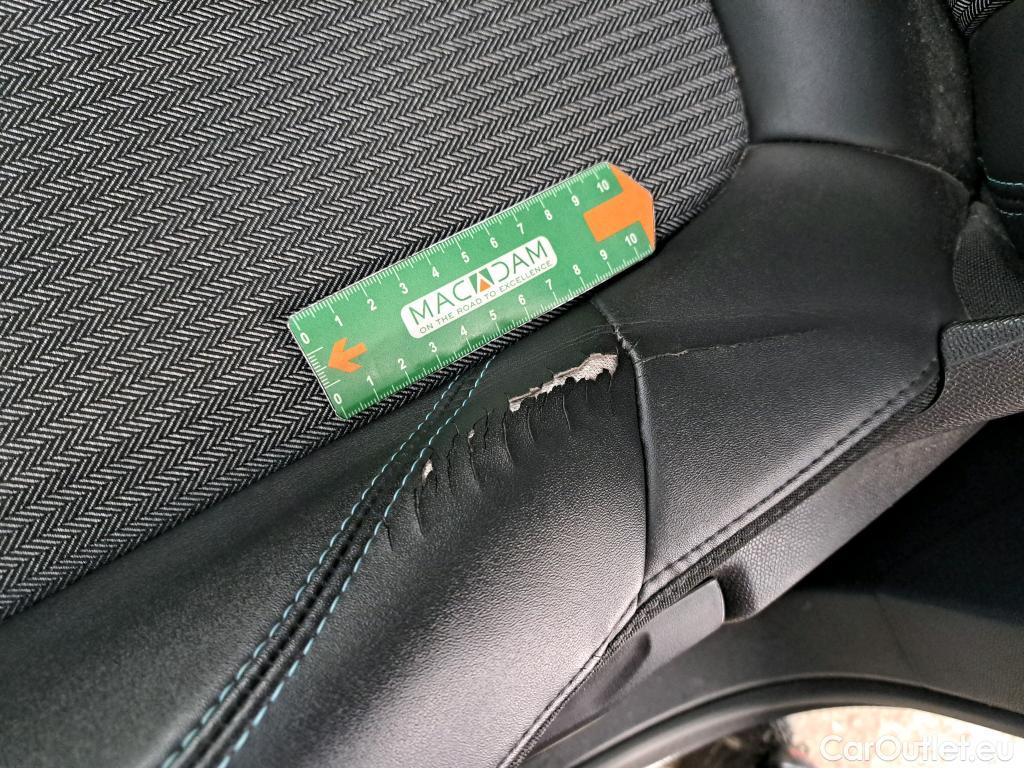 0 1 2 3 4 5 6 7 8 9 10
MACADAM
ON THE ROAD TO EXCELLENCE
0 1 2 3 4 5 6 7 8 9 10
CarOutlet.eu